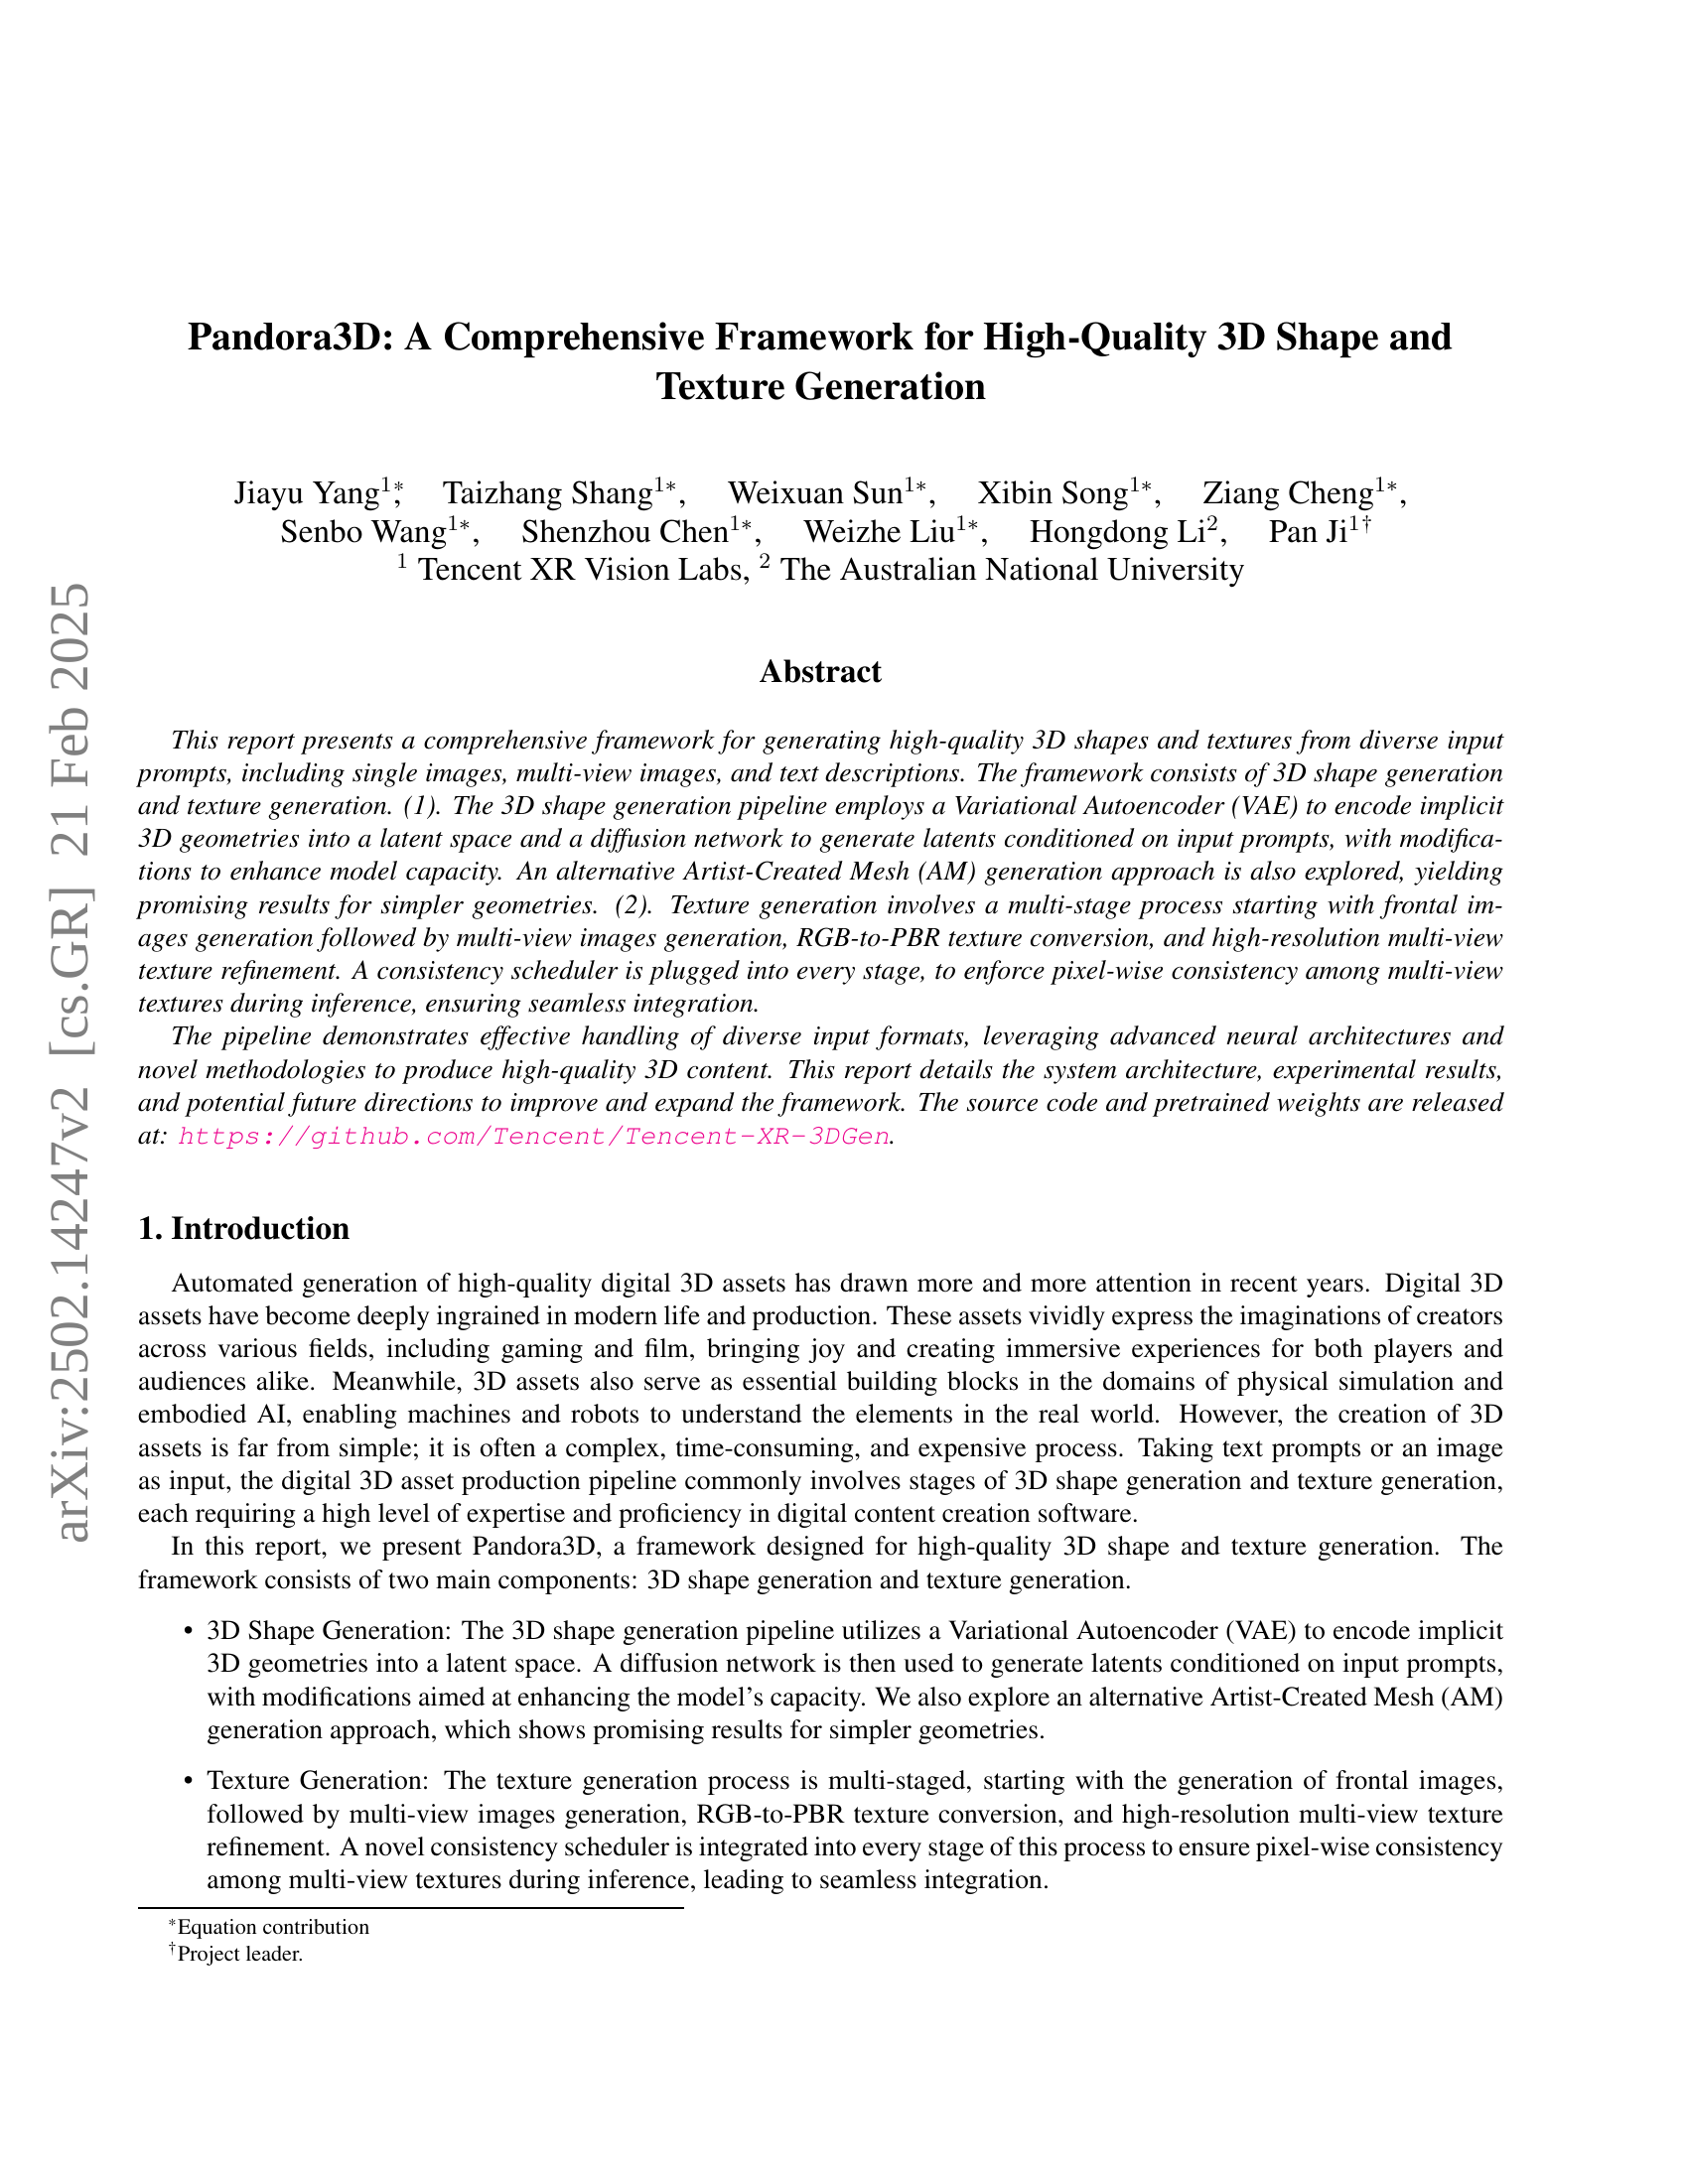 Pandora3D: A Comprehensive Framework for High-Quality 3D Shape and
Texture Generation
Jiayu Yang¹*, Taizhang Shang¹*, Weixuan Sun¹*, Xibin Song¹*, Ziang Cheng¹*,
Senbo Wang¹*, Shenzhou Chen¹*, Weizhe Liu¹*, Hongdong Li², Pan Ji¹†
¹ Tencent XR Vision Labs, ² The Australian National University
Abstract
This report presents a comprehensive framework for generating high-quality 3D shapes and textures from diverse input
prompts, including single images, multi-view images, and text descriptions. The framework consists of 3D shape generation
and texture generation. (1). The 3D shape generation pipeline employs a Variational Autoencoder (VAE) to encode implicit
3D geometries into a latent space and a diffusion network to generate latents conditioned on input prompts, with modifica-
tions to enhance model capacity. An alternative Artist-Created Mesh (AM) generation approach is also explored, yielding
promising results for simpler geometries. (2). Texture generation involves a multi-stage process starting with frontal im-
ages generation followed by multi-view images generation, RGB-to-PBR texture conversion, and high-resolution multi-view
texture refinement. A consistency scheduler is plugged into every stage, to enforce pixel-wise consistency among multi-view
textures during inference, ensuring seamless integration.
The pipeline demonstrates effective handling of diverse input formats, leveraging advanced neural architectures and
novel methodologies to produce high-quality 3D content. This report details the system architecture, experimental results,
and potential future directions to improve and expand the framework. The source code and pretrained weights are released
at: https://github.com/Tencent/Tencent-XR-3DGen.
1. Introduction
Automated generation of high-quality digital 3D assets has drawn more and more attention in recent years. Digital 3D
assets have become deeply ingrained in modern life and production. These assets vividly express the imaginations of creators
across various fields, including gaming and film, bringing joy and creating immersive experiences for both players and
audiences alike. Meanwhile, 3D assets also serve as essential building blocks in the domains of physical simulation and
embodied AI, enabling machines and robots to understand the elements in the real world. However, the creation of 3D
assets is far from simple; it is often a complex, time-consuming, and expensive process. Taking text prompts or an image
as input, the digital 3D asset production pipeline commonly involves stages of 3D shape generation and texture generation,
each requiring a high level of expertise and proficiency in digital content creation software.
In this report, we present Pandora3D, a framework designed for high-quality 3D shape and texture generation. The
framework consists of two main components: 3D shape generation and texture generation.
• 3D Shape Generation: The 3D shape generation pipeline utilizes a Variational Autoencoder (VAE) to encode implicit
3D geometries into a latent space. A diffusion network is then used to generate latents conditioned on input prompts,
with modifications aimed at enhancing the model's capacity. We also explore an alternative Artist-Created Mesh (AM)
generation approach, which shows promising results for simpler geometries.
• Texture Generation: The texture generation process is multi-staged, starting with the generation of frontal images,
followed by multi-view images generation, RGB-to-PBR texture conversion, and high-resolution multi-view texture
refinement. A novel consistency scheduler is integrated into every stage of this process to ensure pixel-wise consistency
among multi-view textures during inference, leading to seamless integration.
*Equation contribution
†Project leader.
arXiv:2502.14247v2 [cs.GR] 21 Feb 2025